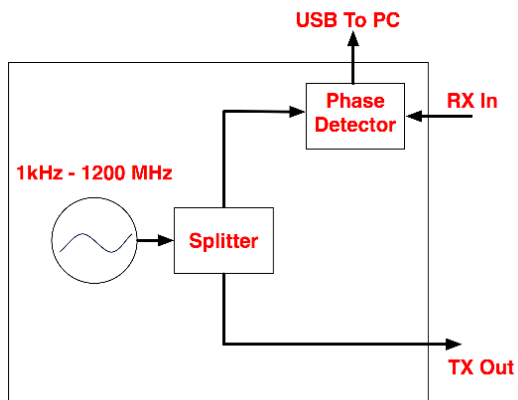 USB To PC
Phase
Detector
RX In
1kHz - 1200 MHz
Splitter
TX Out